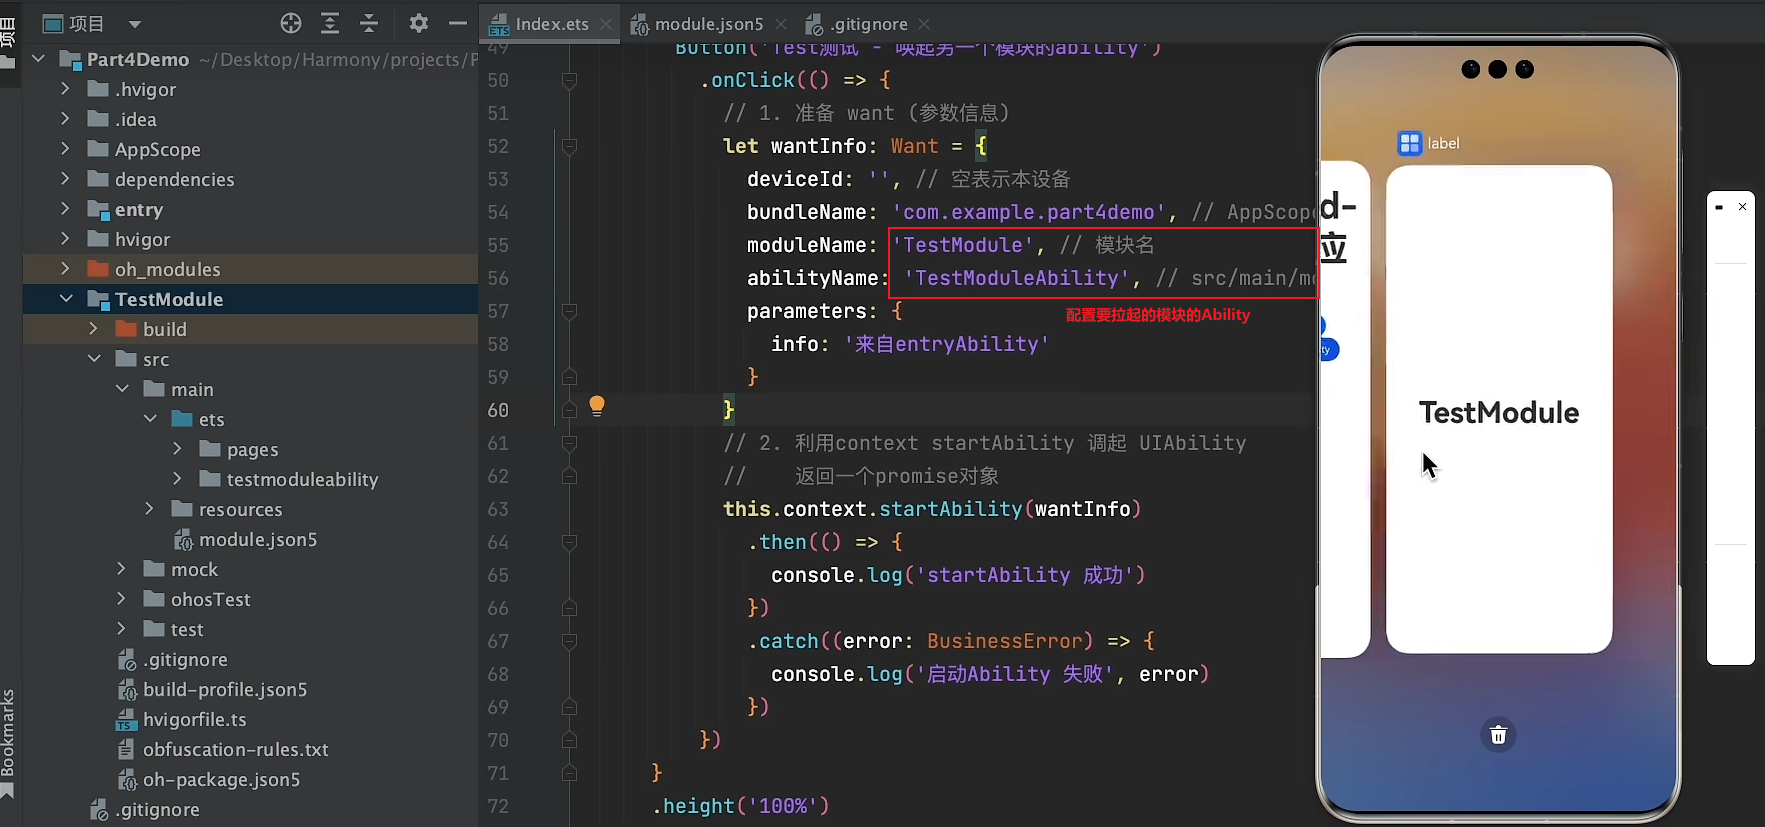 项目
Index.ets
module.json5
.gitignore
项目
Part4Demo ~/Desktop/Harmony/projects/P
.hvigor
.idea
AppScope
dependencies
entry
hvigor
oh_modules
TestModule
build
src
main
ets
pages
testmoduleability
resources
module.json5
mock
ohosTest
test
.gitignore
build-profile.json5
hvigorfile.ts
obfuscation-rules.txt
oh-package.json5
.gitignore
Bookmarks
49 Button('Test测试 - 唤起另一个模块的ability')
50 .onClick(() => {
51 // 1. 准备 want (参数信息)
52 let wantInfo: Want = {
53 deviceId: '', // 空表示本设备
54 bundleName: 'com.example.part4demo', // AppScope
55 moduleName: 'TestModule', // 模块名
56 abilityName: 'TestModuleAbility', // src/main/mo
57 parameters: {
配置要拉起的模块的Ability
58 info: '来自entryAbility'
59 }
60 }
61 // 2. 利用context startAbility 调起 UIAbility
62 // 返回一个promise对象
63 this.context.startAbility(wantInfo)
64 .then(() => {
65 console.log('startAbility 成功')
66 })
67 .catch((error: BusinessError) => {
68 console.log('启动Ability 失败', error)
69 })
70 })
71 }
72 .height('100%')
label
d-
应
ty
TestModule